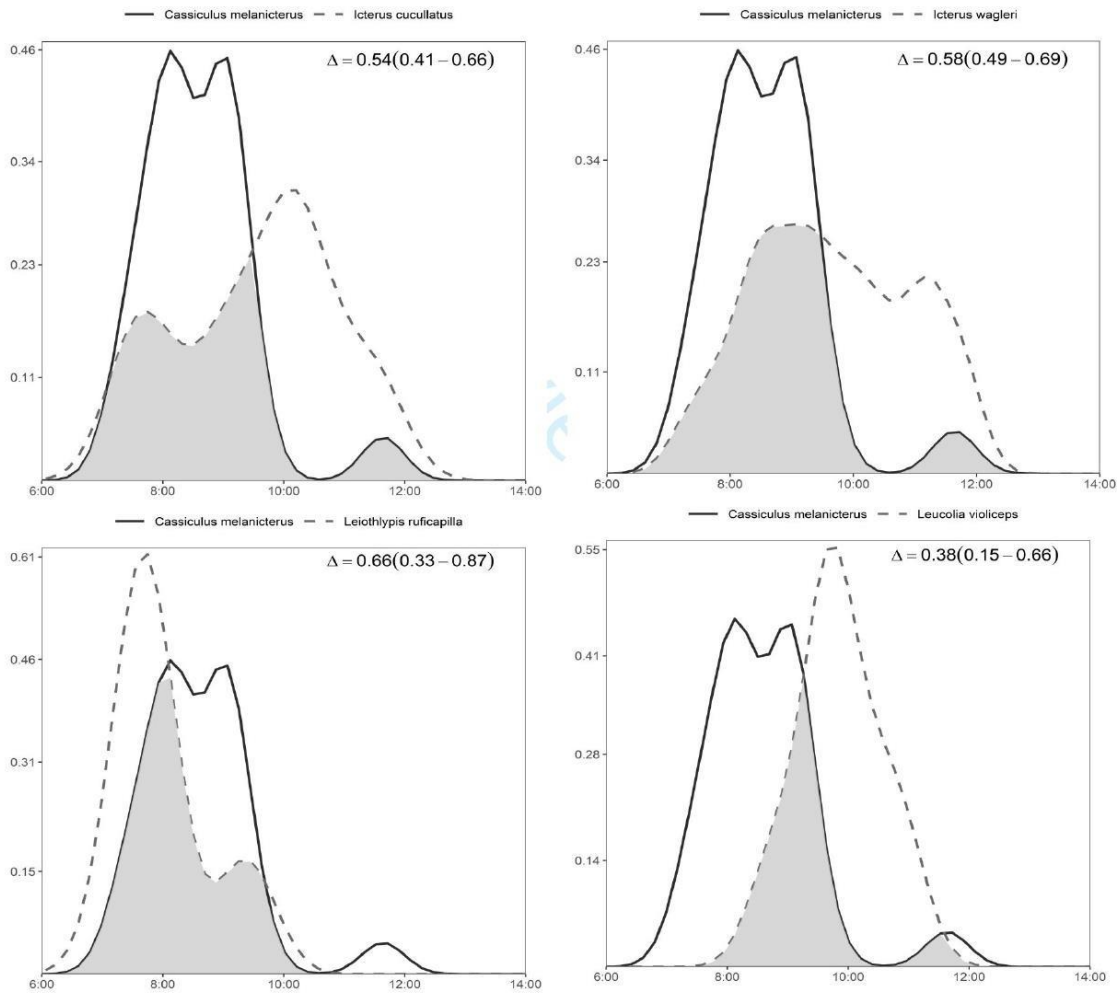 Cassiculus melanicterus Icterus cucullatus
Δ = 0.54(0.41 – 0.66)
0.46
0.34
0.23
0.11
6:00 8:00 10:00 12:00 14:00
Cassiculus melanicterus Icterus wagleri
Δ = 0.58(0.49 – 0.69)
0.46
0.34
0.23
0.11
6:00 8:00 10:00 12:00 14:00
Cassiculus melanicterus Leiothlypis ruficapilla
Δ = 0.66(0.33 – 0.87)
0.61
0.46
0.31
0.15
6:00 8:00 10:00 12:00 14:00
Cassiculus melanicterus Leucolia violiceps
Δ = 0.38(0.15 – 0.66)
0.55
0.41
0.28
0.14
6:00 8:00 10:00 12:00 14:00